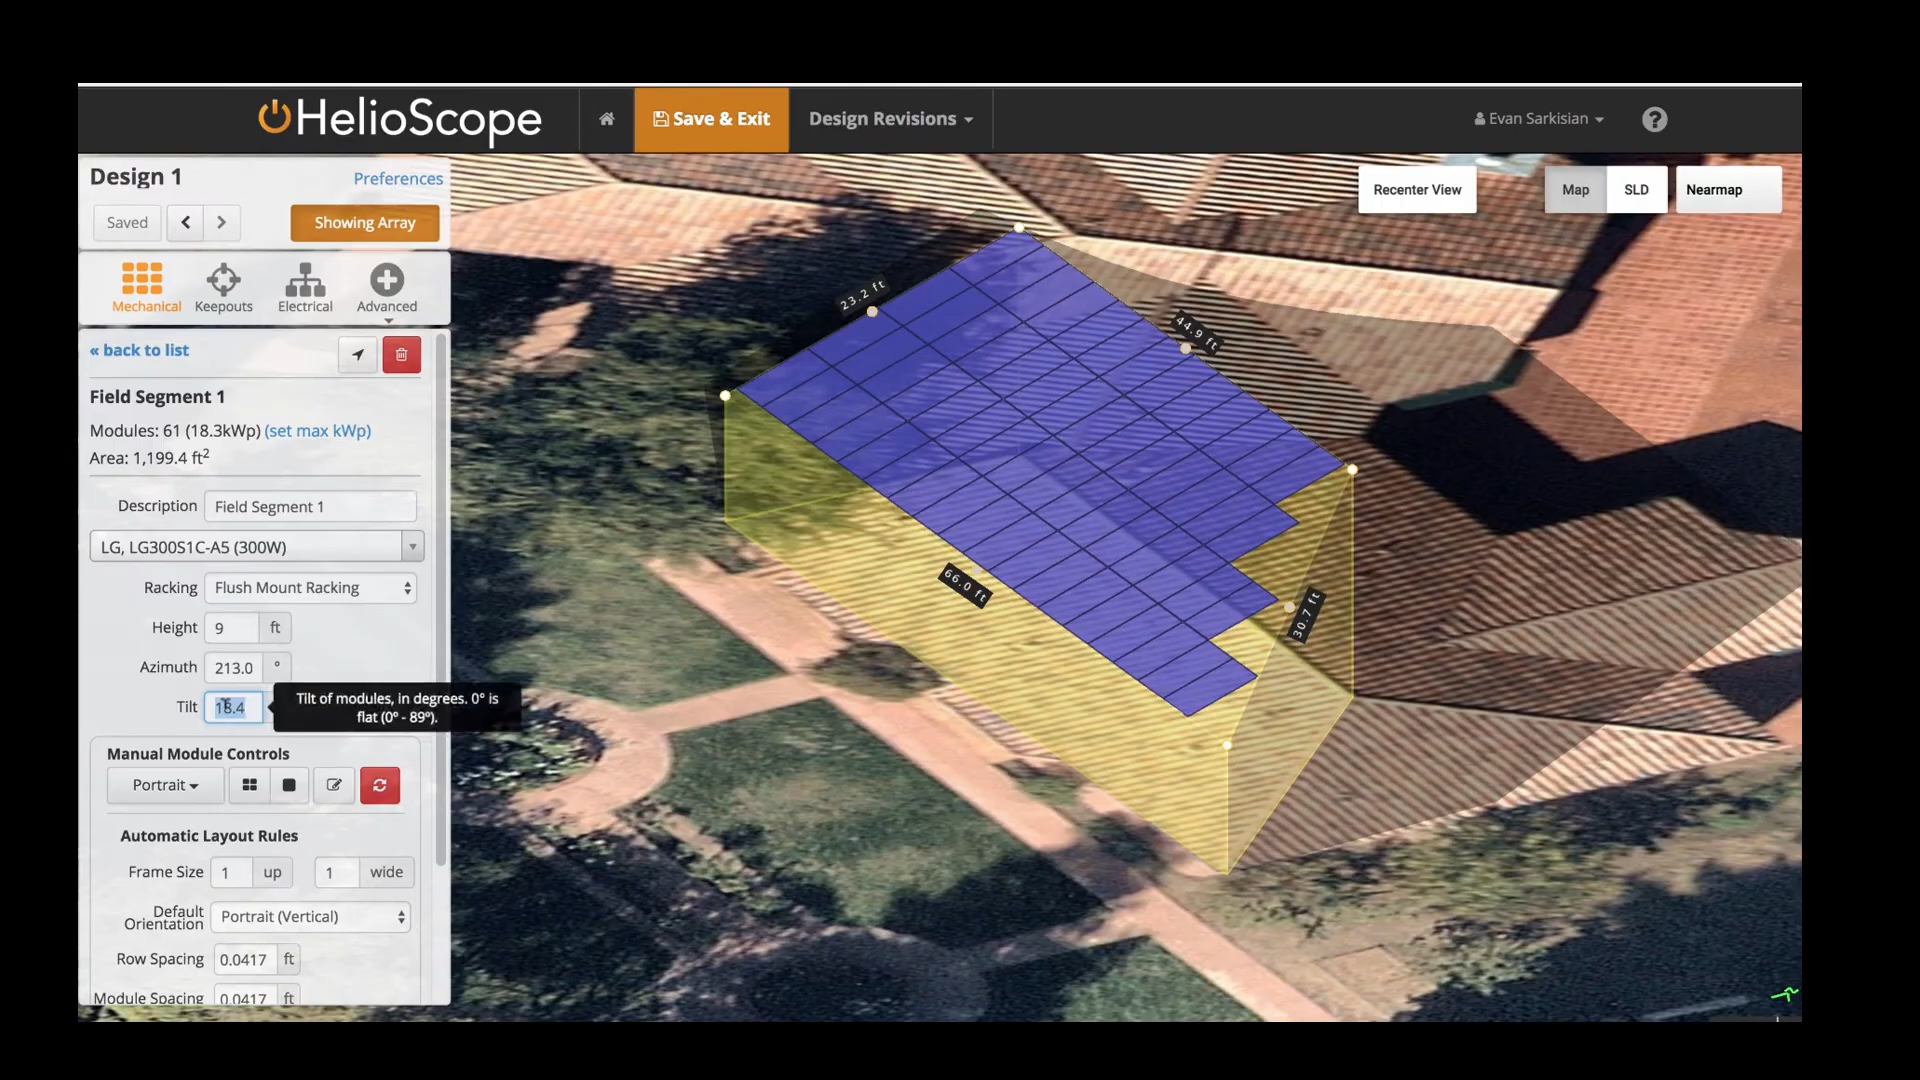 HelioScope
Save & Exit
Design Revisions
Evan Sarkisian
?
Design 1
Preferences
Saved
Showing Array
Recenter View
Map
SLD
Nearmap
Mechanical
Keepouts
Electrical
Advanced
« back to list
Field Segment 1
Modules: 61 (18.3kWp) (set max kWp)
Area: 1,199.4 ft²
Description Field Segment 1
LG, LG300S1C-A5 (300W)
Racking Flush Mount Racking
Height 9 ft
Azimuth 213.0 °
Tilt 18.4
Tilt of modules, in degrees. 0° is
flat (0° - 89°).
Manual Module Controls
Portrait
Automatic Layout Rules
Frame Size 1 up 1 wide
Default
Orientation
Portrait (Vertical)
Row Spacing 0.0417 ft
Module Spacing 0.0417 ft
23.2 ft
44.9 ft
66.0 ft
30.7 ft